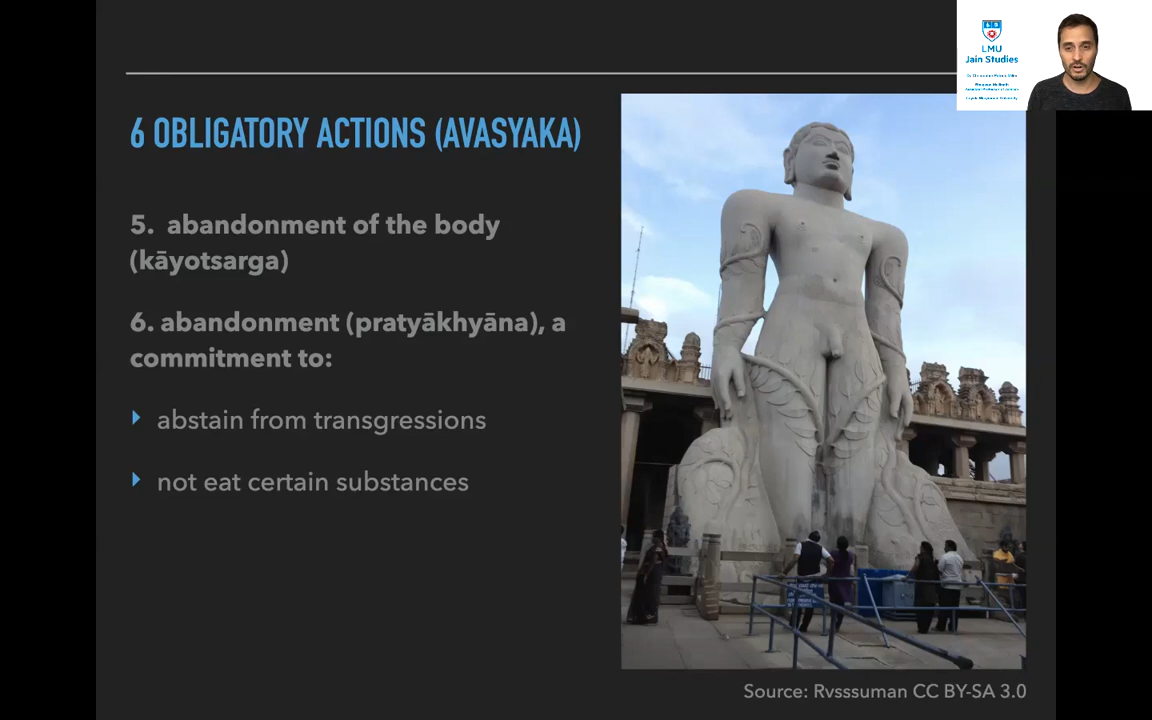 LMU
Jain Studies
6 OBLIGATORY ACTIONS (AVASYAKA)
5. abandonment of the body
(kāyotsarga)
6. abandonment (pratyākhyāna), a
commitment to:
abstain from transgressions
not eat certain substances
Source: Rvsssuman CC BY-SA 3.0